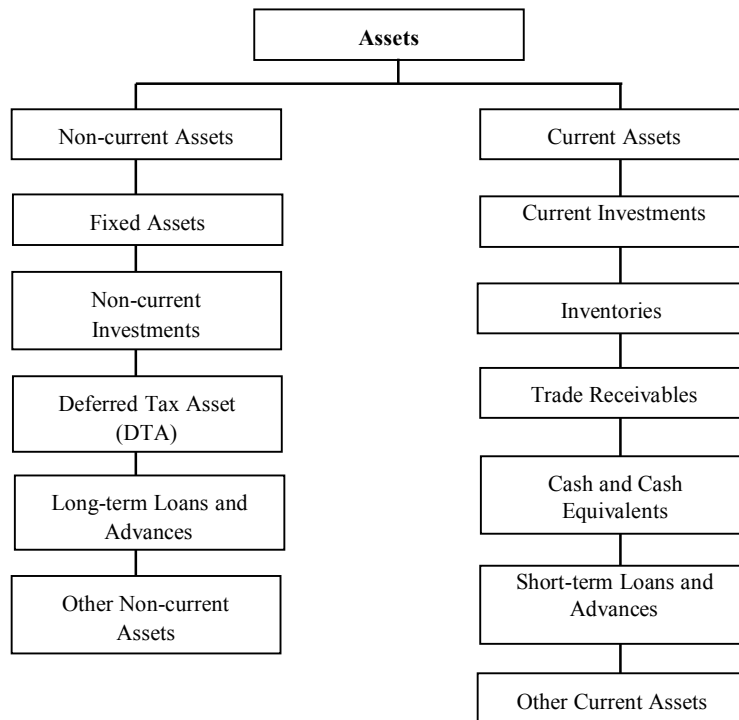 Assets
Non-current Assets
Fixed Assets
Non-current
Investments
Deferred Tax Asset
(DTA)
Long-term Loans and
Advances
Other Non-current
Assets
Current Assets
Current Investments
Inventories
Trade Receivables
Cash and Cash
Equivalents
Short-term Loans and
Advances
Other Current Assets